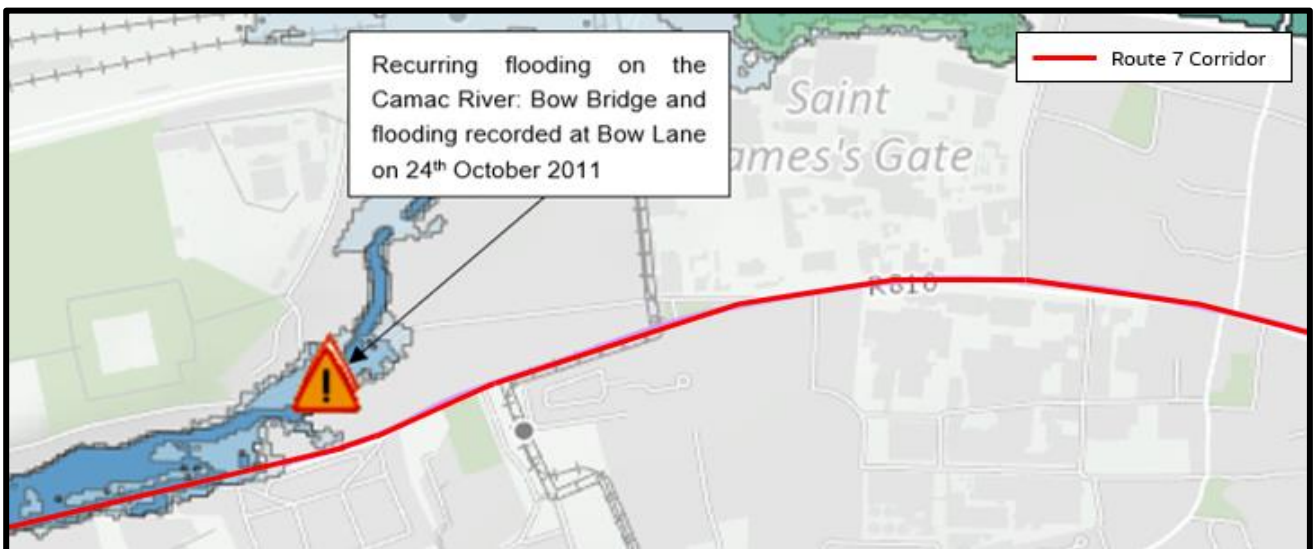 Recurring flooding on the
Camac River: Bow Bridge and
flooding recorded at Bow Lane
on 24th October 2011
Route 7 Corridor
Saint
ames's Gate
R810
!